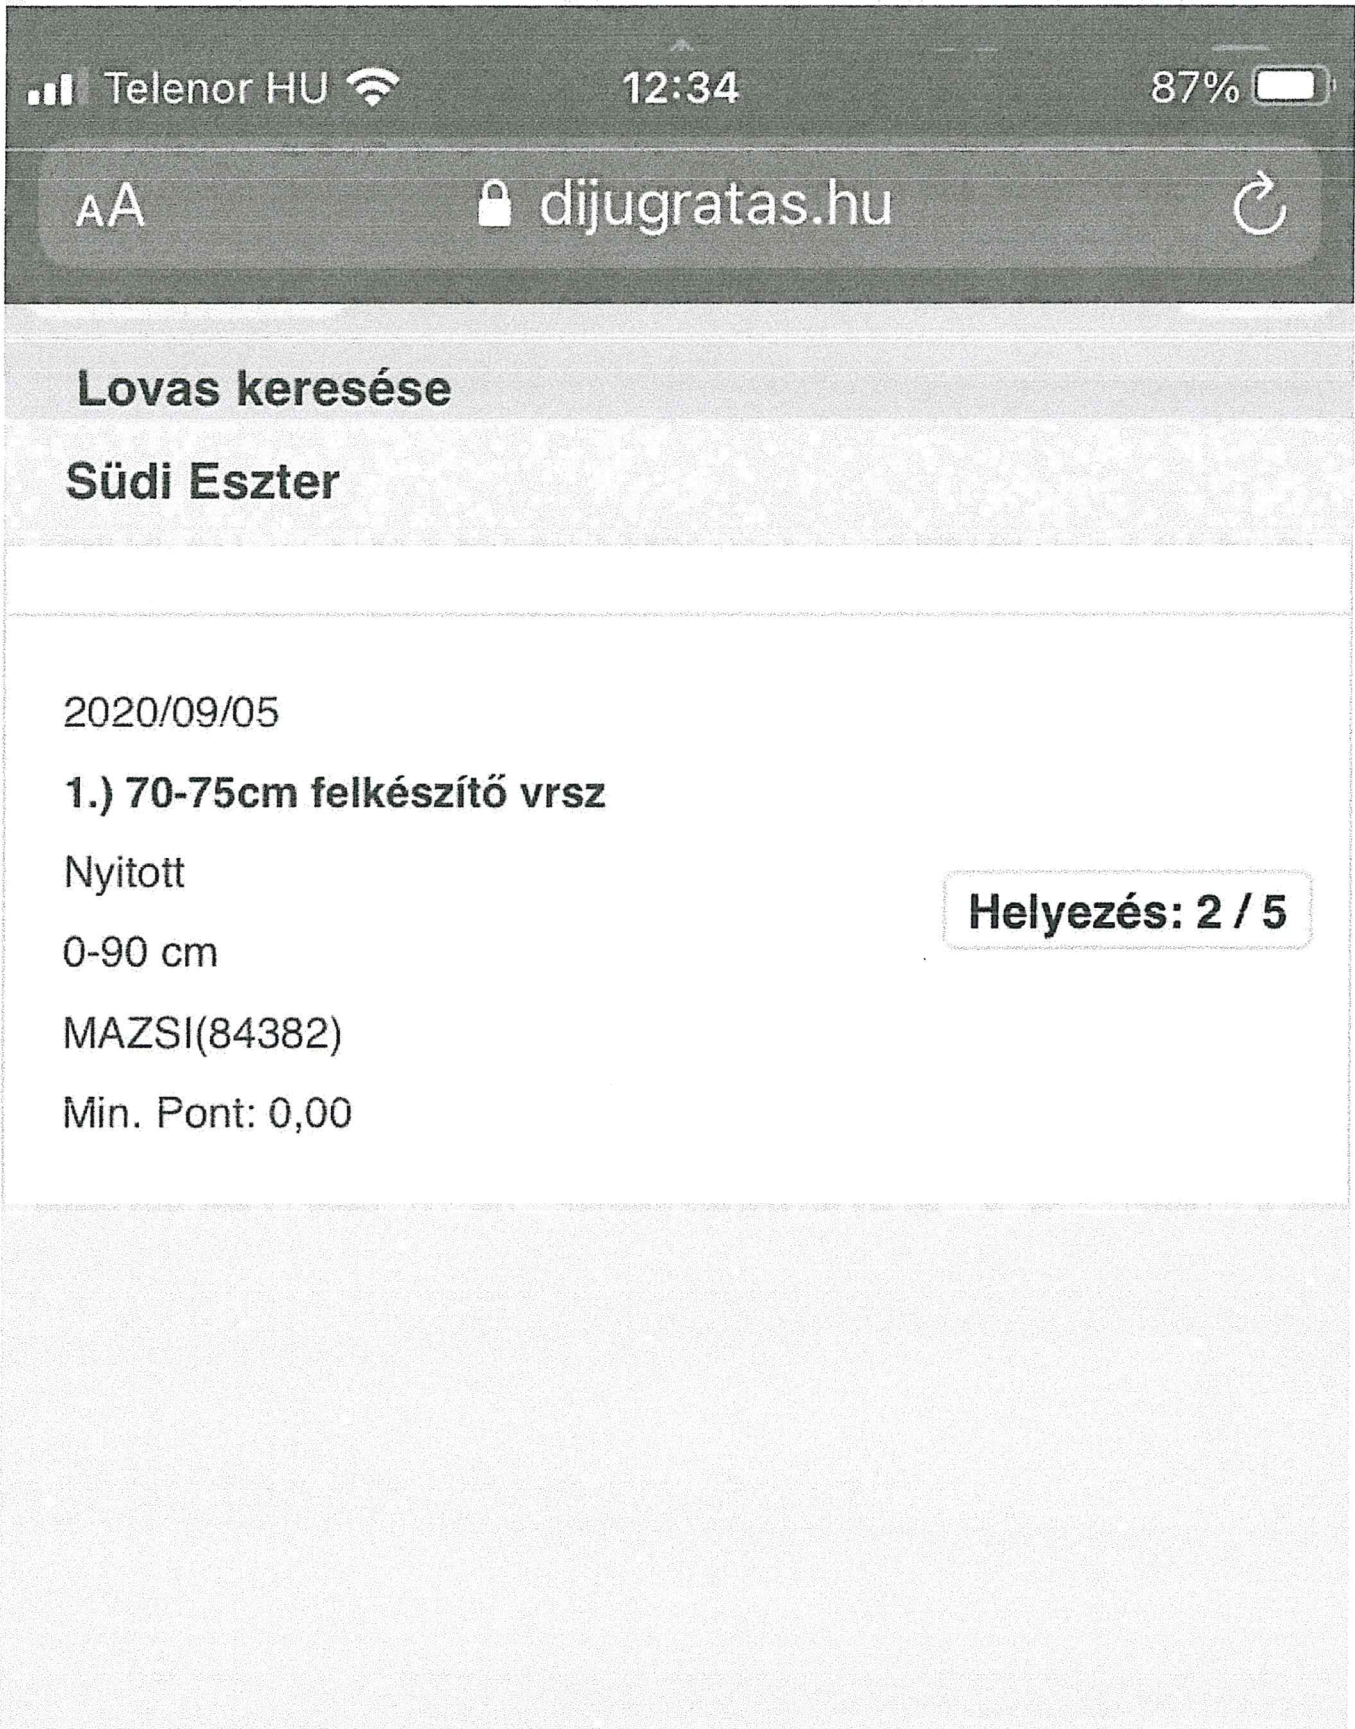 Telenor HU 12:34 87%
AA dijugratas.hu
Lovas keresése
Südi Eszter
2020/09/05
1.) 70-75cm felkészítő vrsz
Nyitott
Helyezés: 2 / 5
0-90 cm
MAZSI(84382)
Min. Pont: 0,00